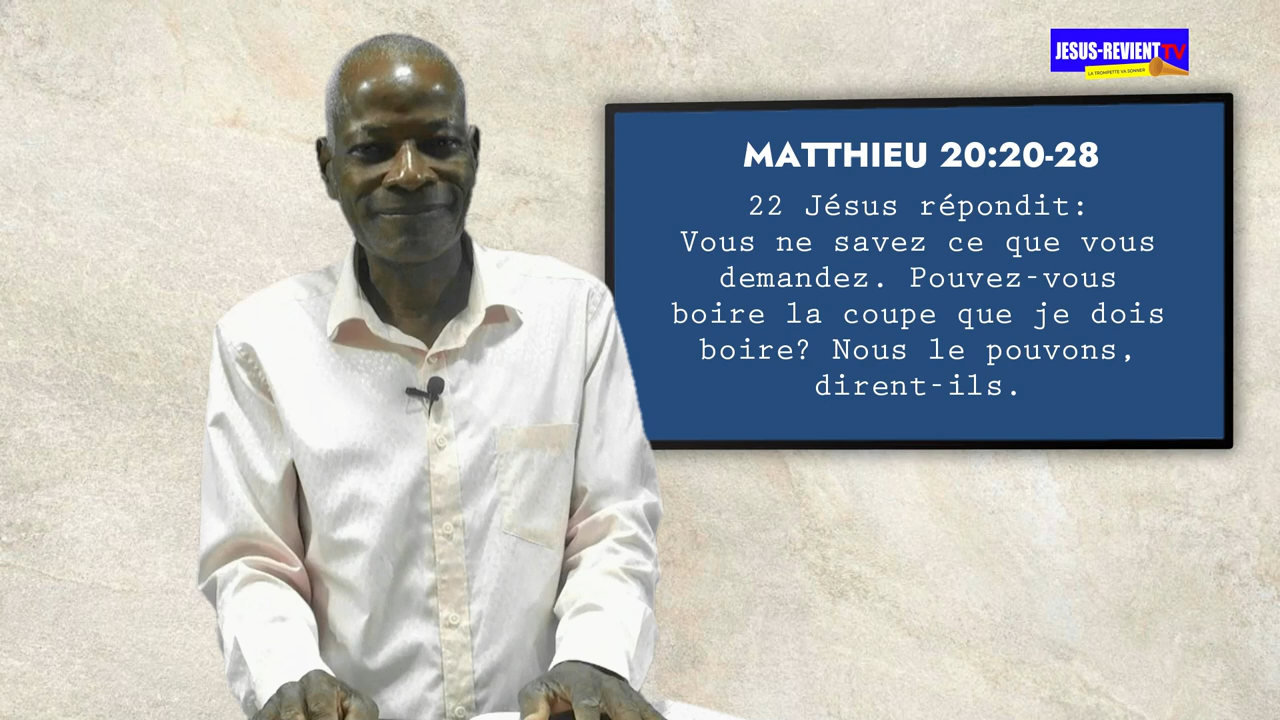 JESUS-REVIENT TV
LA TROMPETTE VA SONNER
MATTHIEU 20:20-28
22 Jésus répondit:
Vous ne savez ce que vous
demandez. Pouvez-vous
boire la coupe que je dois
boire? Nous le pouvons,
dirent-ils.